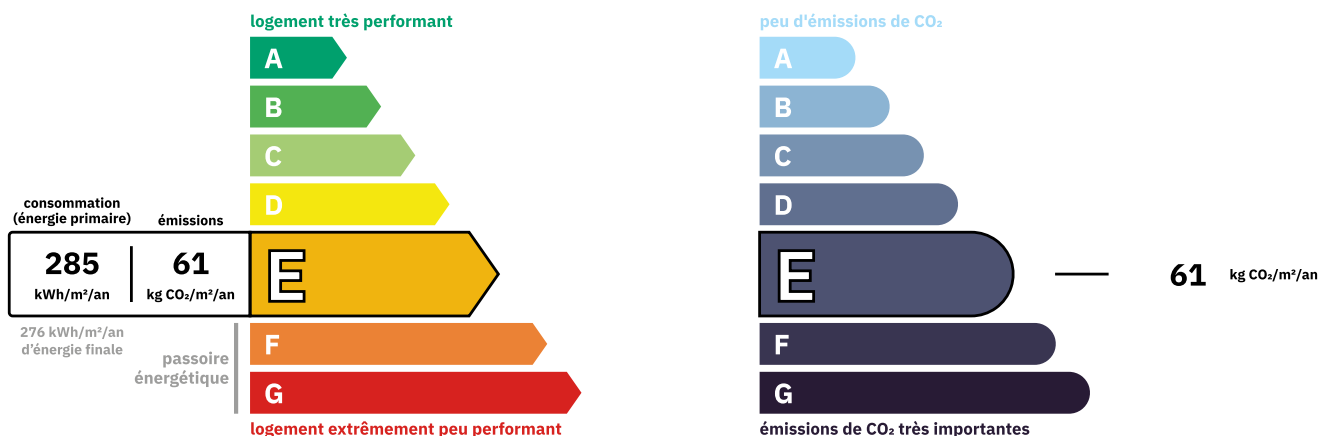 logement très performant
A
B
C
D
consommation
(énergie primaire)
émissions
285
kWh/m²/an
61
kg CO₂/m²/an
E
276 kWh/m²/an
d'énergie finale
passoire
énergétique
F
G
logement extrêmement peu performant
peu d'émissions de CO₂
A
B
C
D
E
61
kg CO₂/m²/an
F
G
émissions de CO₂ très importantes